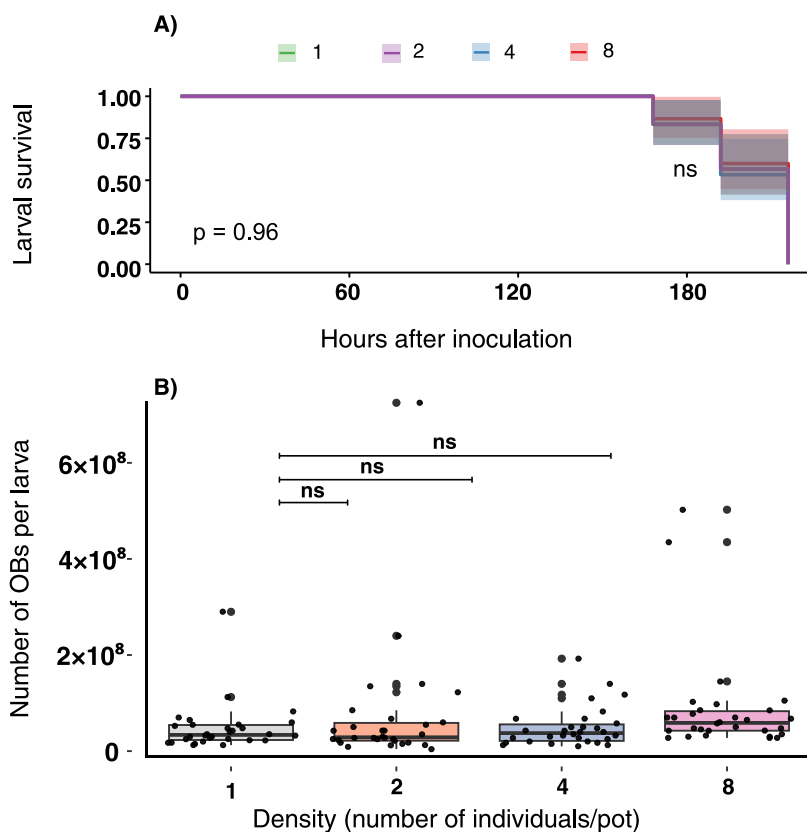 A)
1 2 4 8
Larval survival
1.00
0.75
0.50
0.25
0.00
ns
p = 0.96
0 60 120 180
Hours after inoculation
B)
Number of OBs per larva
6×10⁸
4×10⁸
2×10⁸
0
ns
ns
ns
1 2 4 8
Density (number of individuals/pot)